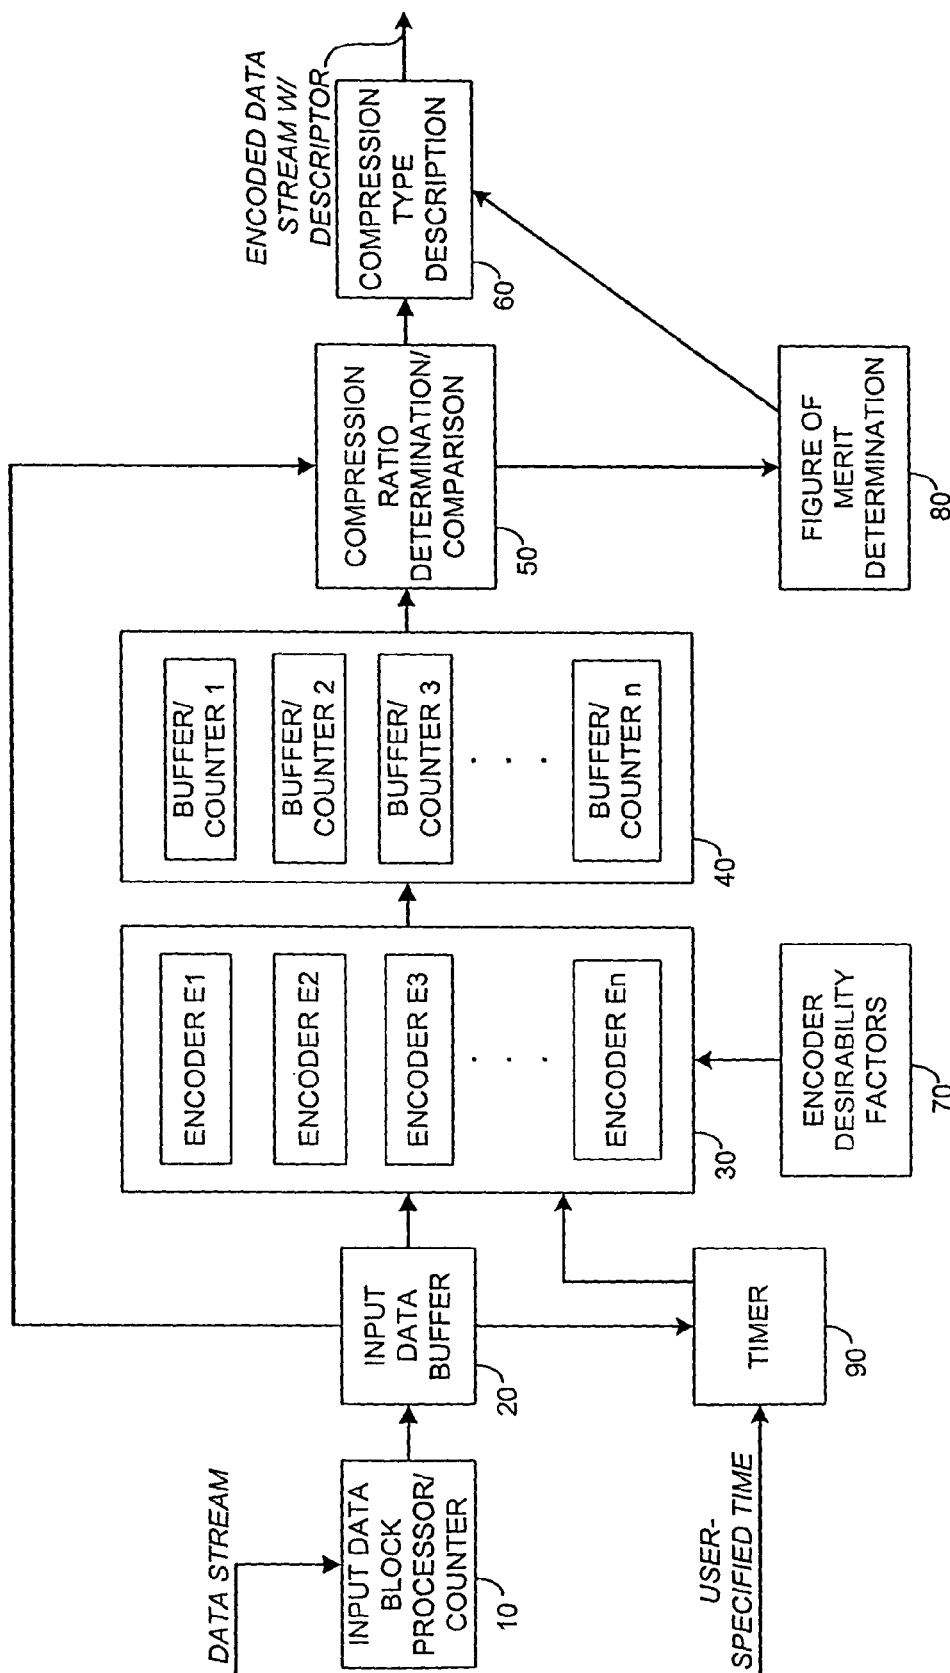 DATA STREAM
INPUT DATA
BLOCK
PROCESSOR/
COUNTER
10
INPUT
DATA
BUFFER
20
USER-
SPECIFIED TIME
TIMER
90
ENCODER E1
ENCODER E2
ENCODER E3
. . .
ENCODER En
30
ENCODER
DESIRABILITY
FACTORS
70
BUFFER/
COUNTER 1
BUFFER/
COUNTER 2
BUFFER/
COUNTER 3
. . .
BUFFER/
COUNTER n
40
COMPRESSION
RATIO
DETERMINATION/
COMPARISON
50
FIGURE OF
MERIT
DETERMINATION
80
COMPRESSION
TYPE
DESCRIPTION
60
ENCODED DATA
STREAM W/
DESCRIPTOR